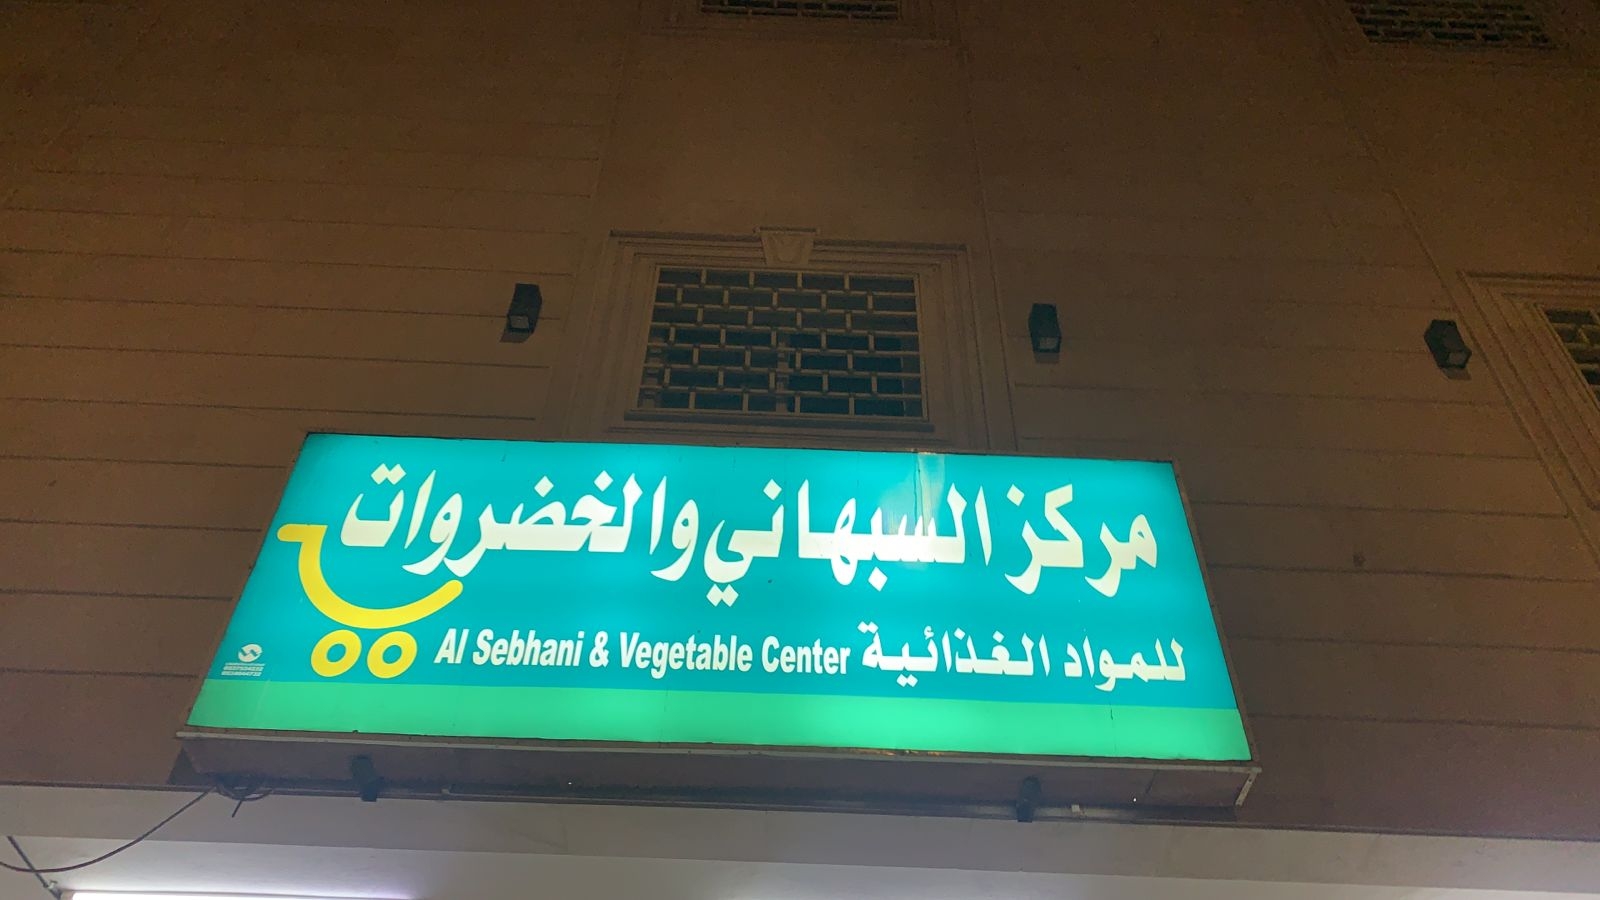 مركز السبهاني والخضروات
للمواد الغذائية
Al Sebhani & Vegetable Center